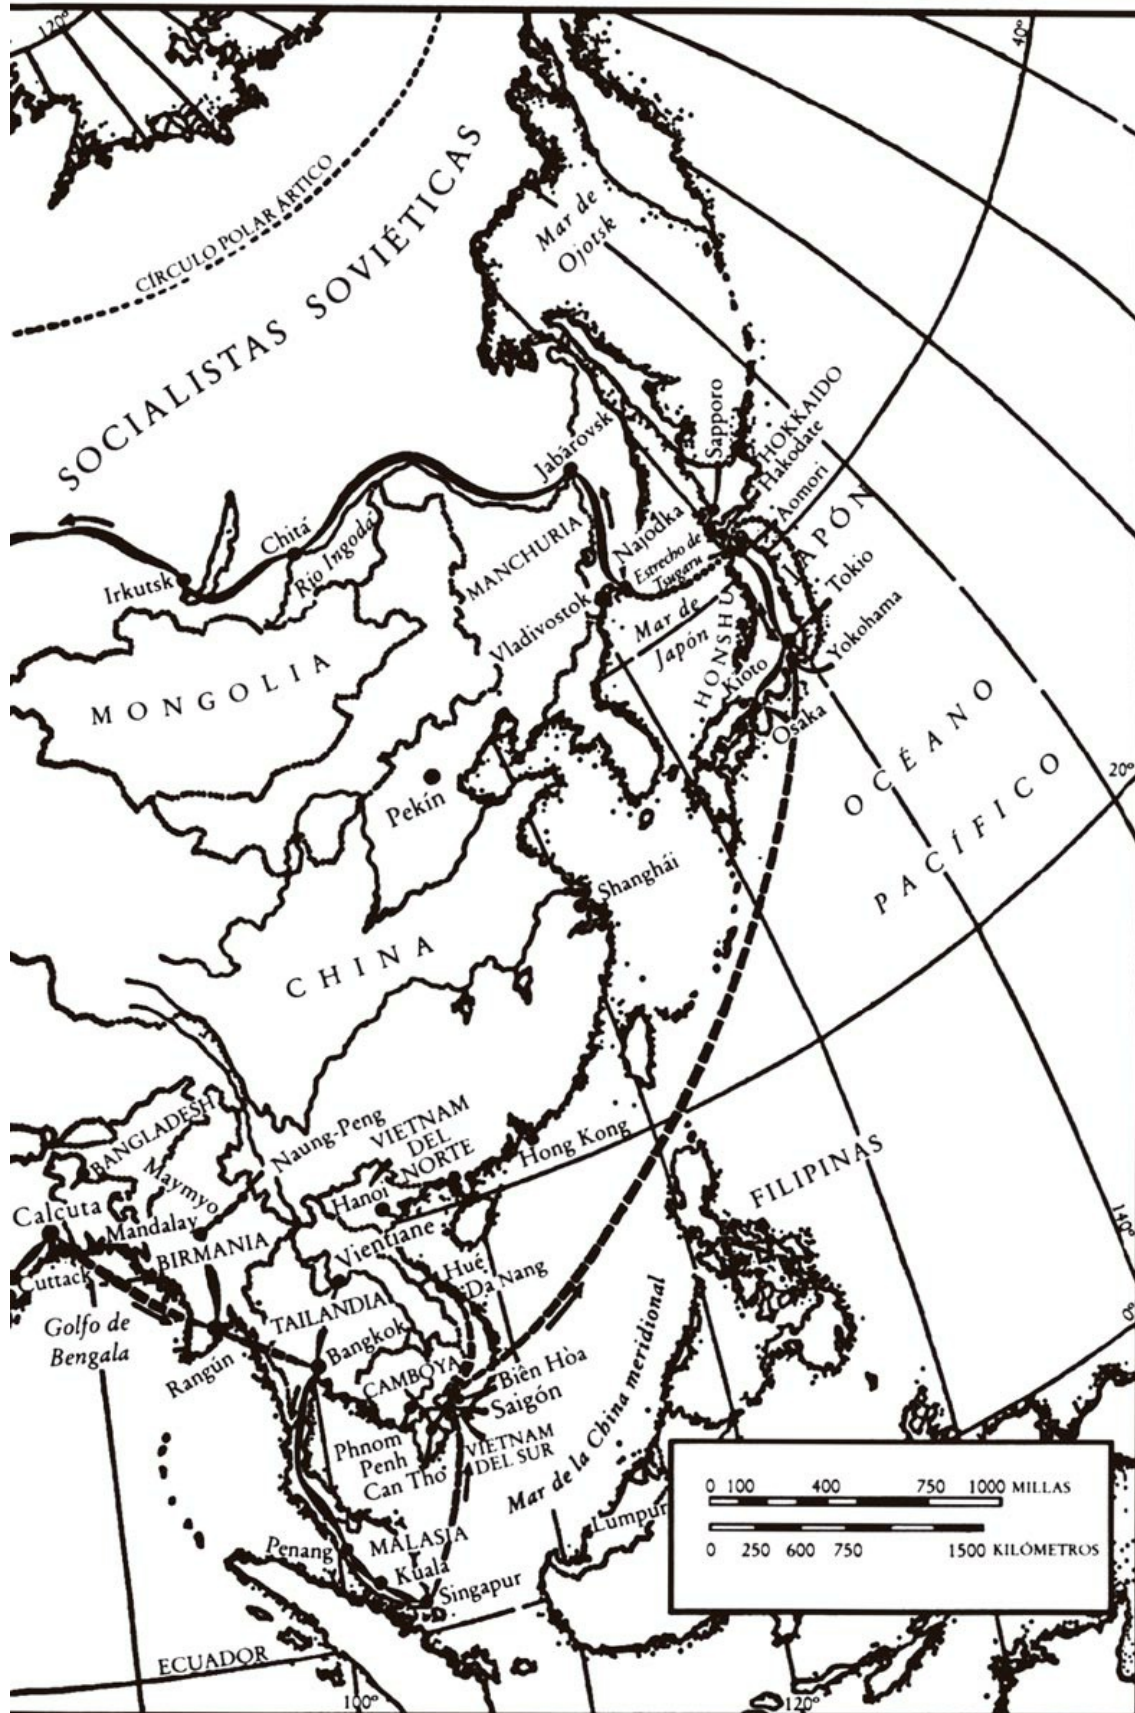 120°
40°
CÍRCULO POLAR ÁRTICO
SOCIALISTAS SOVIÉTICAS
Mar de
Ojotsk
Sapporo
HOKKAIDO
Hakodate
Aomori
JAPÓN
Jabárovsk
Najodka
Estrecho de
Tsugaru
Chitá
Río Ingodá
MANCHURIA
Irkutsk
Vladivostok
Mar de
Japón
HONSHU
Tokio
Yokohama
Kioto
Osaka
MONGOLIA
OCÉANO
PACÍFICO
20°
Pekín
Shanghái
CHINA
BANGLADESH
Naung-Peng
VIETNAM
DEL
NORTE
Hong Kong
Maymyo
Hanoi
FILIPINAS
Calcuta
Mandalay
BIRMANIA
Vientiane
140°
Cuttack
Hué
Da Nang
Golfo de
Bengala
TAILANDIA
Bangkok
0°
Rangún
CAMBOYA
Biên Hòa
Saigón
Phnom
Penh
Can Tho
VIETNAM
DEL SUR
Mar de la China meridional
0 100 400 750 1000 MILLAS
Lumpur
0 250 600 750 1500 KILÓMETROS
Penang
MALASIA
Kuala
Singapur
ECUADOR
100°
120°